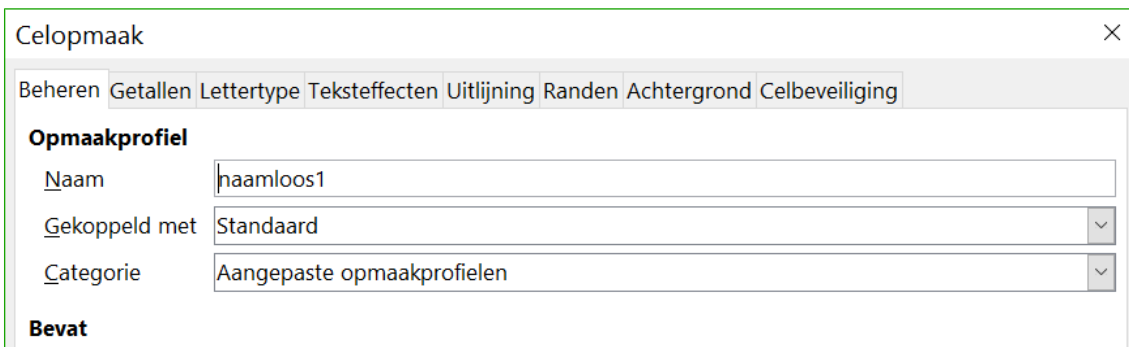 Celopmaak
Beheren Getallen Lettertype Teksteffecten Uitlijning Randen Achtergrond Celbeveiliging
Opmaakprofiel
Naam naamloos1
Gekoppeld met Standaard
Categorie Aangepaste opmaakprofielen
Bevat